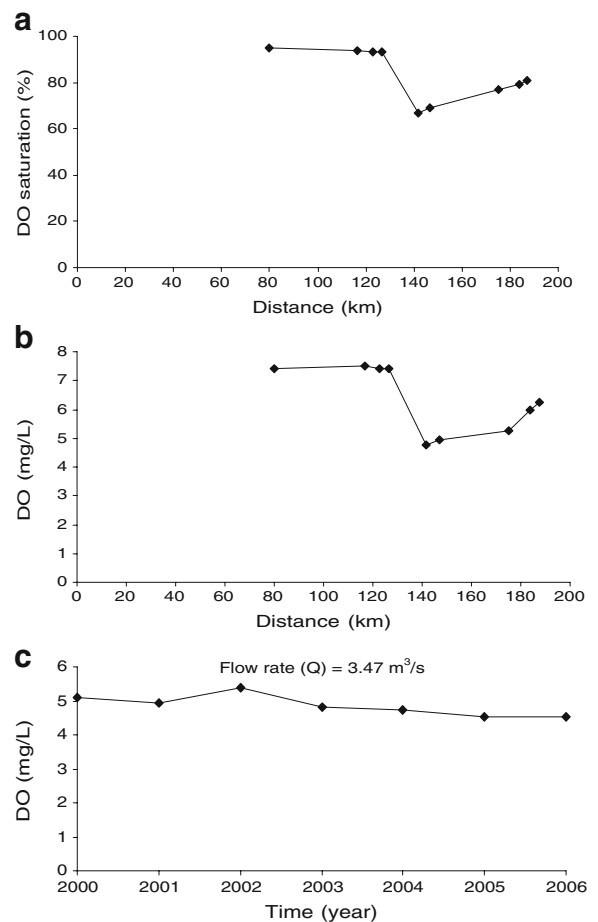 a
100
80
60
40
20
0
DO saturation (%)
0 20 40 60 80 100 120 140 160 180 200
Distance (km)
b
8
7
6
5
4
3
2
1
0
DO (mg/L)
0 20 40 60 80 100 120 140 160 180 200
Distance (km)
c
Flow rate (Q) = 3.47 m³/s
6
5
4
3
2
1
0
DO (mg/L)
2000 2001 2002 2003 2004 2005 2006
Time (year)